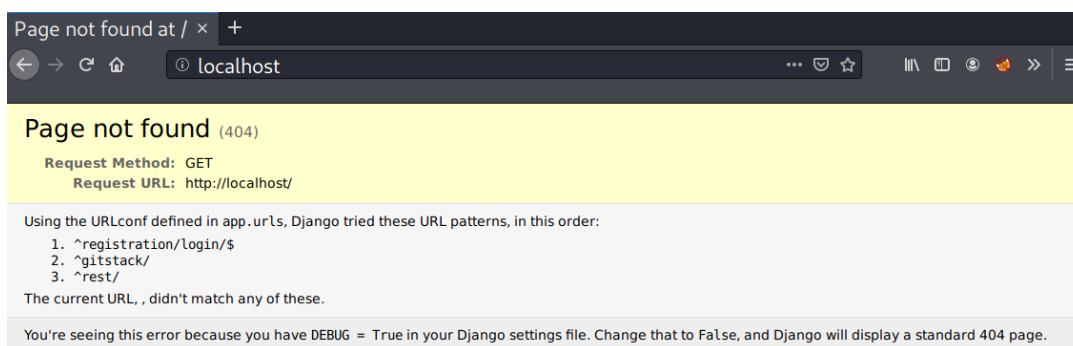 Page not found at / × +
localhost
Page not found (404)
Request Method: GET
Request URL: http://localhost/
Using the URLconf defined in app.urls, Django tried these URL patterns, in this order:
1. ^registration/login/$
2. ^gitstack/
3. ^rest/
The current URL, , didn't match any of these.
You're seeing this error because you have DEBUG = True in your Django settings file. Change that to False, and Django will display a standard 404 page.